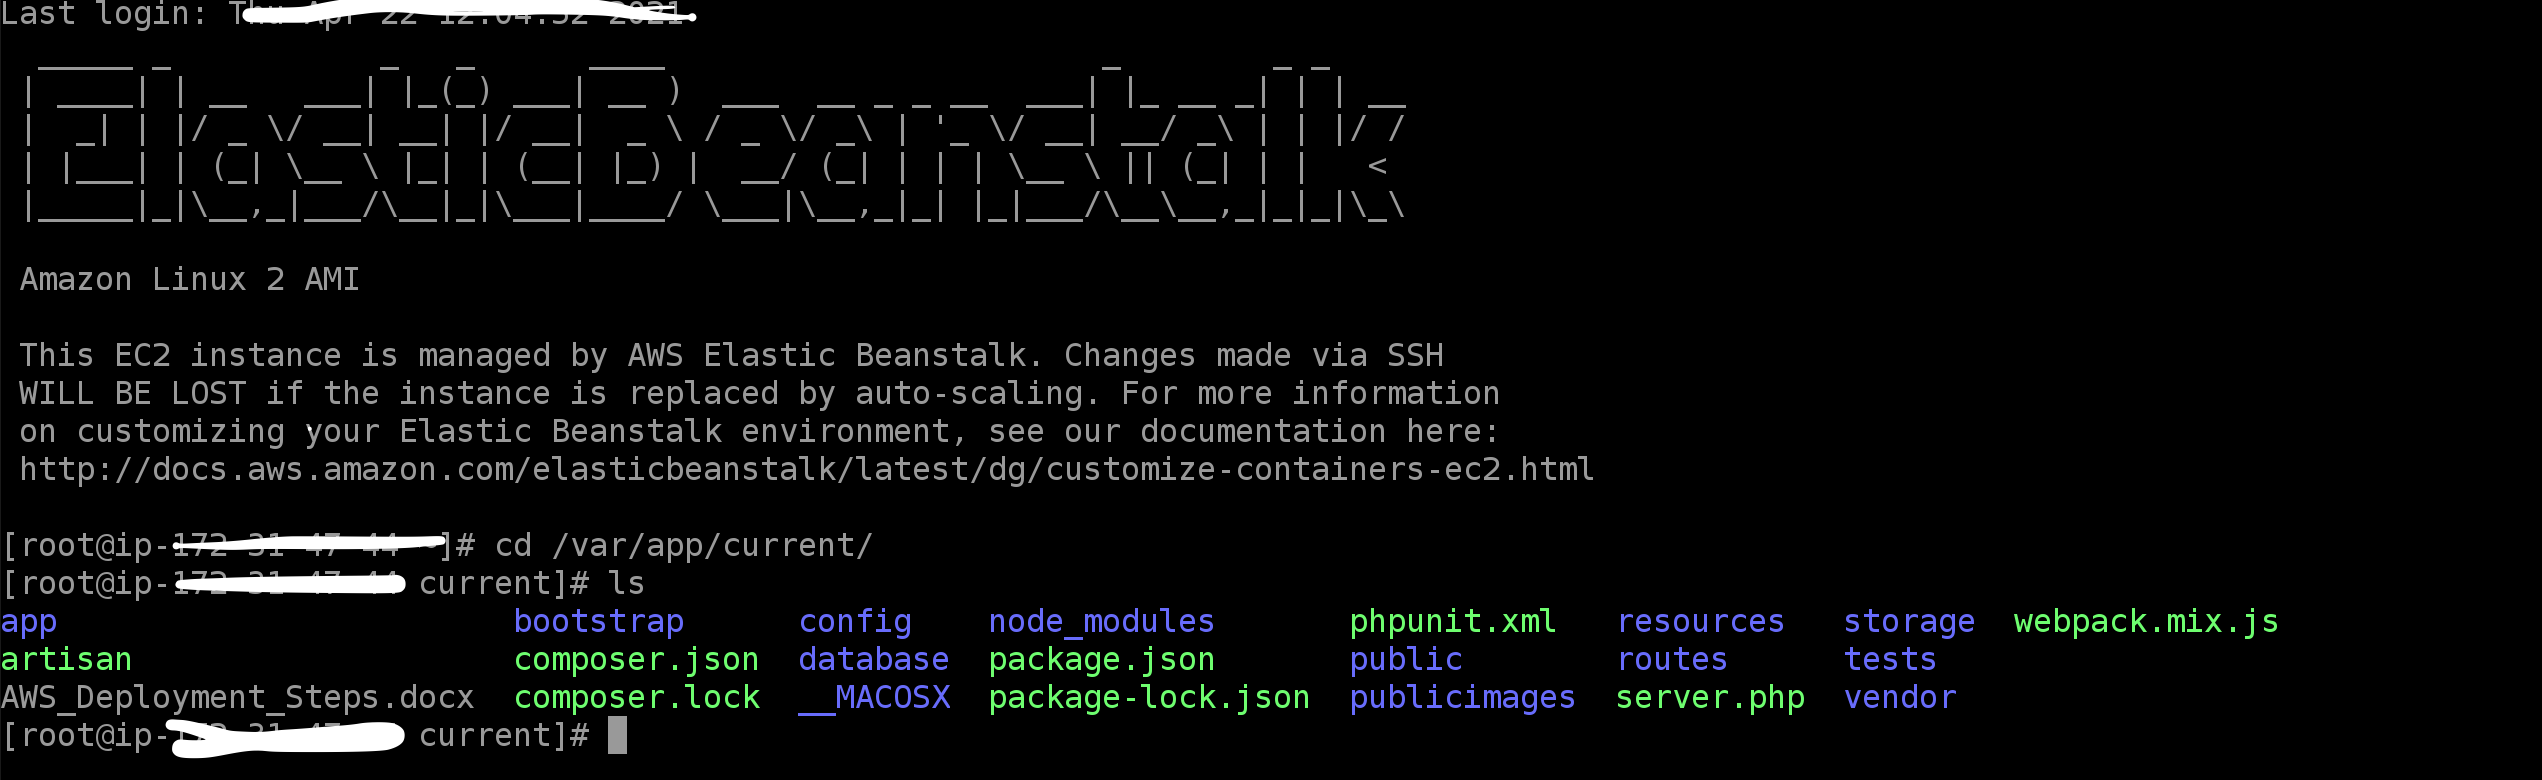 Last login:
ElasticBeanstalk
Amazon Linux 2 AMI
This EC2 instance is managed by AWS Elastic Beanstalk. Changes made via SSH
WILL BE LOST if the instance is replaced by auto-scaling. For more information
on customizing your Elastic Beanstalk environment, see our documentation here:
http://docs.aws.amazon.com/elasticbeanstalk/latest/dg/customize-containers-ec2.html
[root@ip- ]# cd /var/app/current/
[root@ip- current]# ls
app bootstrap config node_modules phpunit.xml resources storage webpack.mix.js
artisan composer.json database package.json public routes tests
AWS_Deployment_Steps.docx composer.lock __MACOSX package-lock.json publicimages server.php vendor
[root@ip- current]#